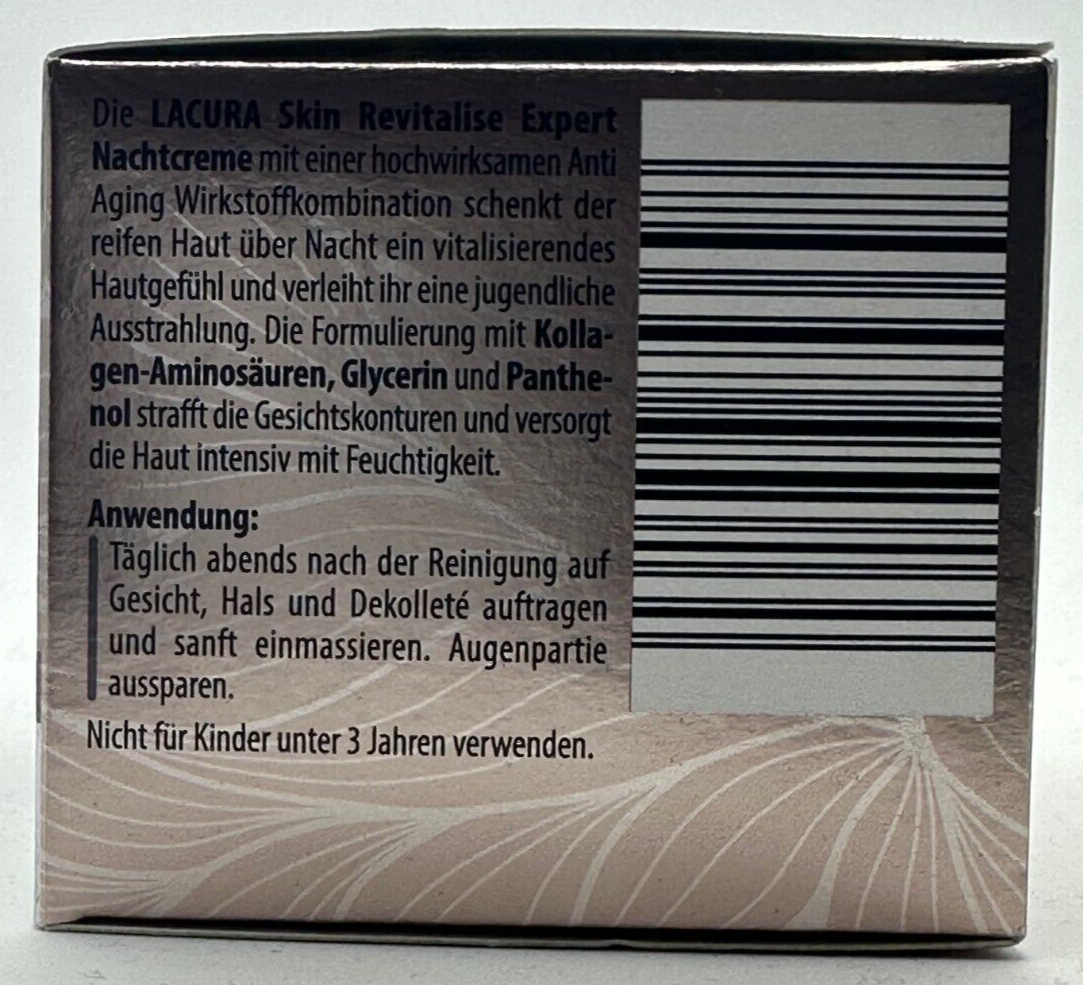 Die LACURA Skin Revitalise Expert
Nachtcreme mit einer hochwirksamen Anti
Aging Wirkstoffkombination schenkt der
reifen Haut über Nacht ein vitalisierendes
Hautgefühl und verleiht ihr eine jugendliche
Ausstrahlung. Die Formulierung mit Kolla-
gen-Aminosäuren, Glycerin und Panthe-
nol strafft die Gesichtskonturen und versorgt
die Haut intensiv mit Feuchtigkeit.
Anwendung:
Täglich abends nach der Reinigung auf
Gesicht, Hals und Dekolleté auftragen
und sanft einmassieren. Augenpartie
aussparen.
Nicht für Kinder unter 3 Jahren verwenden.